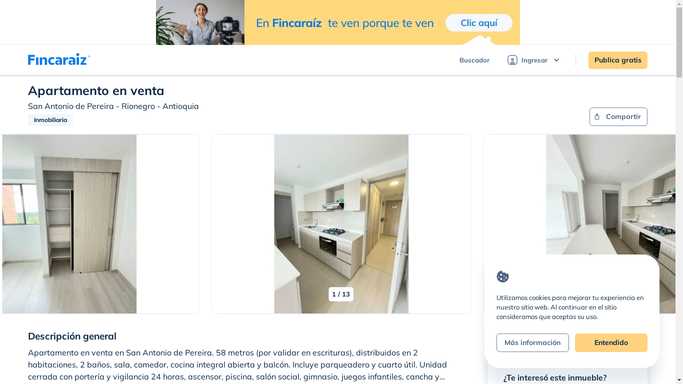 En Fincaraíz te ven porque te ven
Clic aquí
Fincaraiz
Buscador
Ingresar
Publica gratis
Apartamento en venta
San Antonio de Pereira - Rionegro - Antioquia
Inmobiliaria
Compartir
1 / 13
Utilizamos cookies para mejorar tu experiencia en
nuestro sitio web. Al continuar en el sitio
consideramos que aceptas su uso.
Más información
Entendido
Descripción general
Apartamento en venta en San Antonio de Pereira. 58 metros (por validar en escrituras), distribuidos en 2
habitaciones, 2 baños, sala, comedor, cocina integral abierta y balcón. Incluye parqueadero y cuarto útil. Unidad
cerrada con portería y vigilancia 24 horas, ascensor, piscina, salón social, gimnasio, juegos infantiles, cancha y...
¿Te interesó este inmueble?